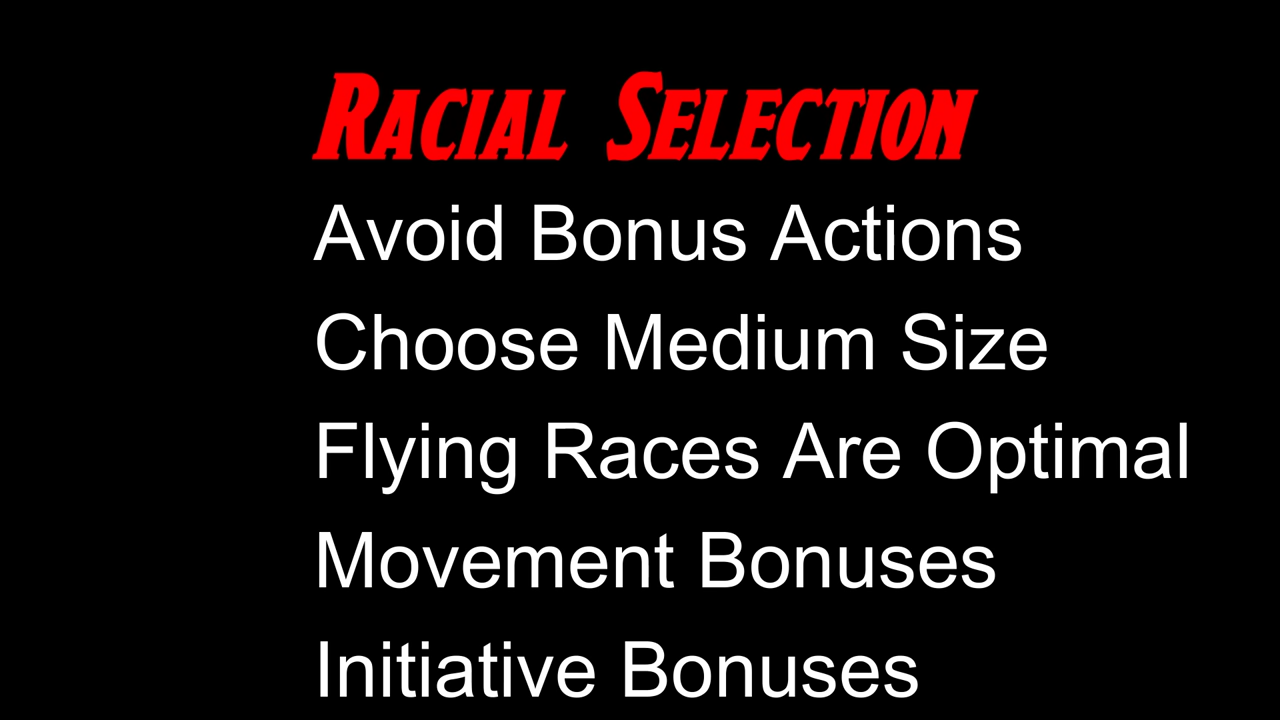 Racial Selection
Avoid Bonus Actions
Choose Medium Size
Flying Races Are Optimal
Movement Bonuses
Initiative Bonuses